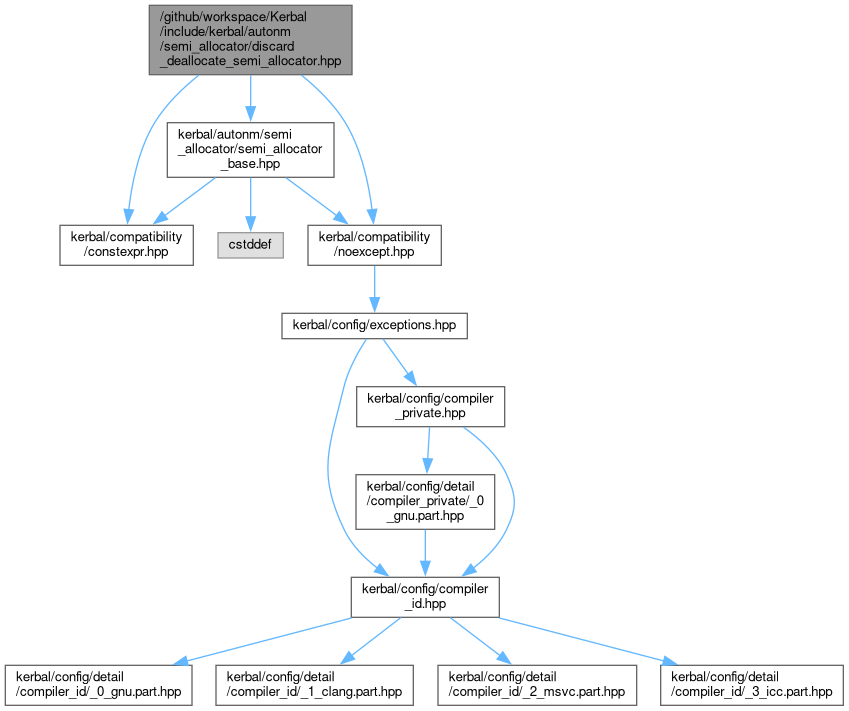 /github/workspace/Kerbal
/include/kerbal/autonm
/semi_allocator/discard
_deallocate_semi_allocator.hpp
kerbal/autonm/semi
_allocator/semi_allocator
_base.hpp
kerbal/compatibility
/constexpr.hpp
cstddef
kerbal/compatibility
/noexcept.hpp
kerbal/config/exceptions.hpp
kerbal/config/compiler
_private.hpp
kerbal/config/detail
/compiler_private/_0
_gnu.part.hpp
kerbal/config/compiler
_id.hpp
kerbal/config/detail
/compiler_id/_0_gnu.part.hpp
kerbal/config/detail
/compiler_id/_1_clang.part.hpp
kerbal/config/detail
/compiler_id/_2_msvc.part.hpp
kerbal/config/detail
/compiler_id/_3_icc.part.hpp